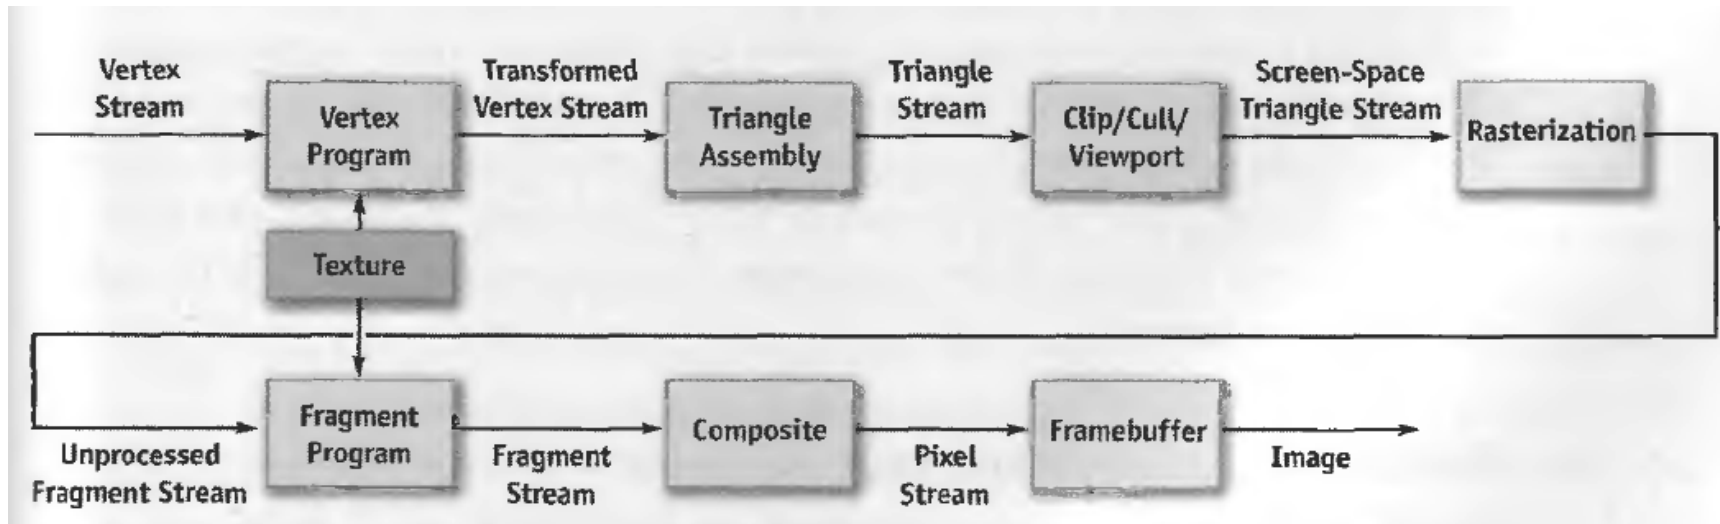 Vertex
Stream
Vertex
Program
Transformed
Vertex Stream
Triangle
Assembly
Triangle
Stream
Clip/Cull/
Viewport
Screen-Space
Triangle Stream
Rasterization
Texture
Unprocessed
Fragment Stream
Fragment
Program
Fragment
Stream
Composite
Pixel
Stream
Framebuffer
Image